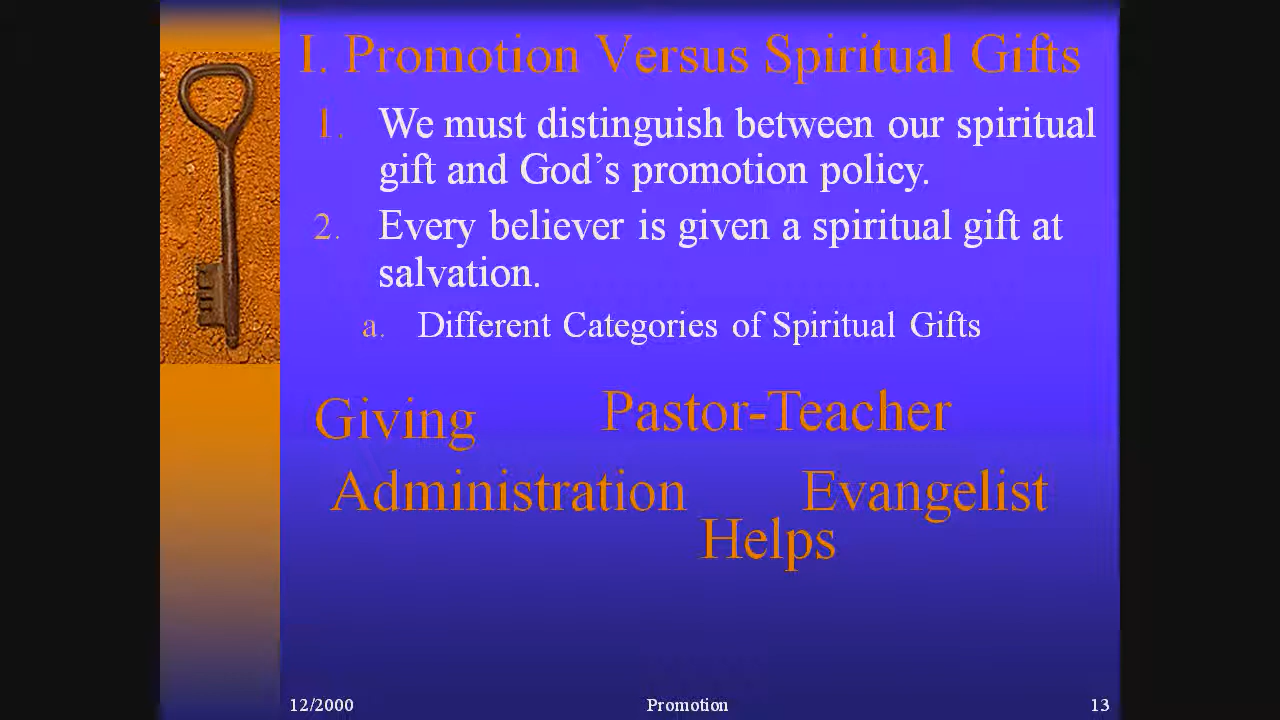 I. Promotion Versus Spiritual Gifts
1. We must distinguish between our spiritual
gift and God’s promotion policy.
2. Every believer is given a spiritual gift at
salvation.
a. Different Categories of Spiritual Gifts
Giving
Pastor-Teacher
Administration
Evangelist
Helps
12/2000
Promotion
13